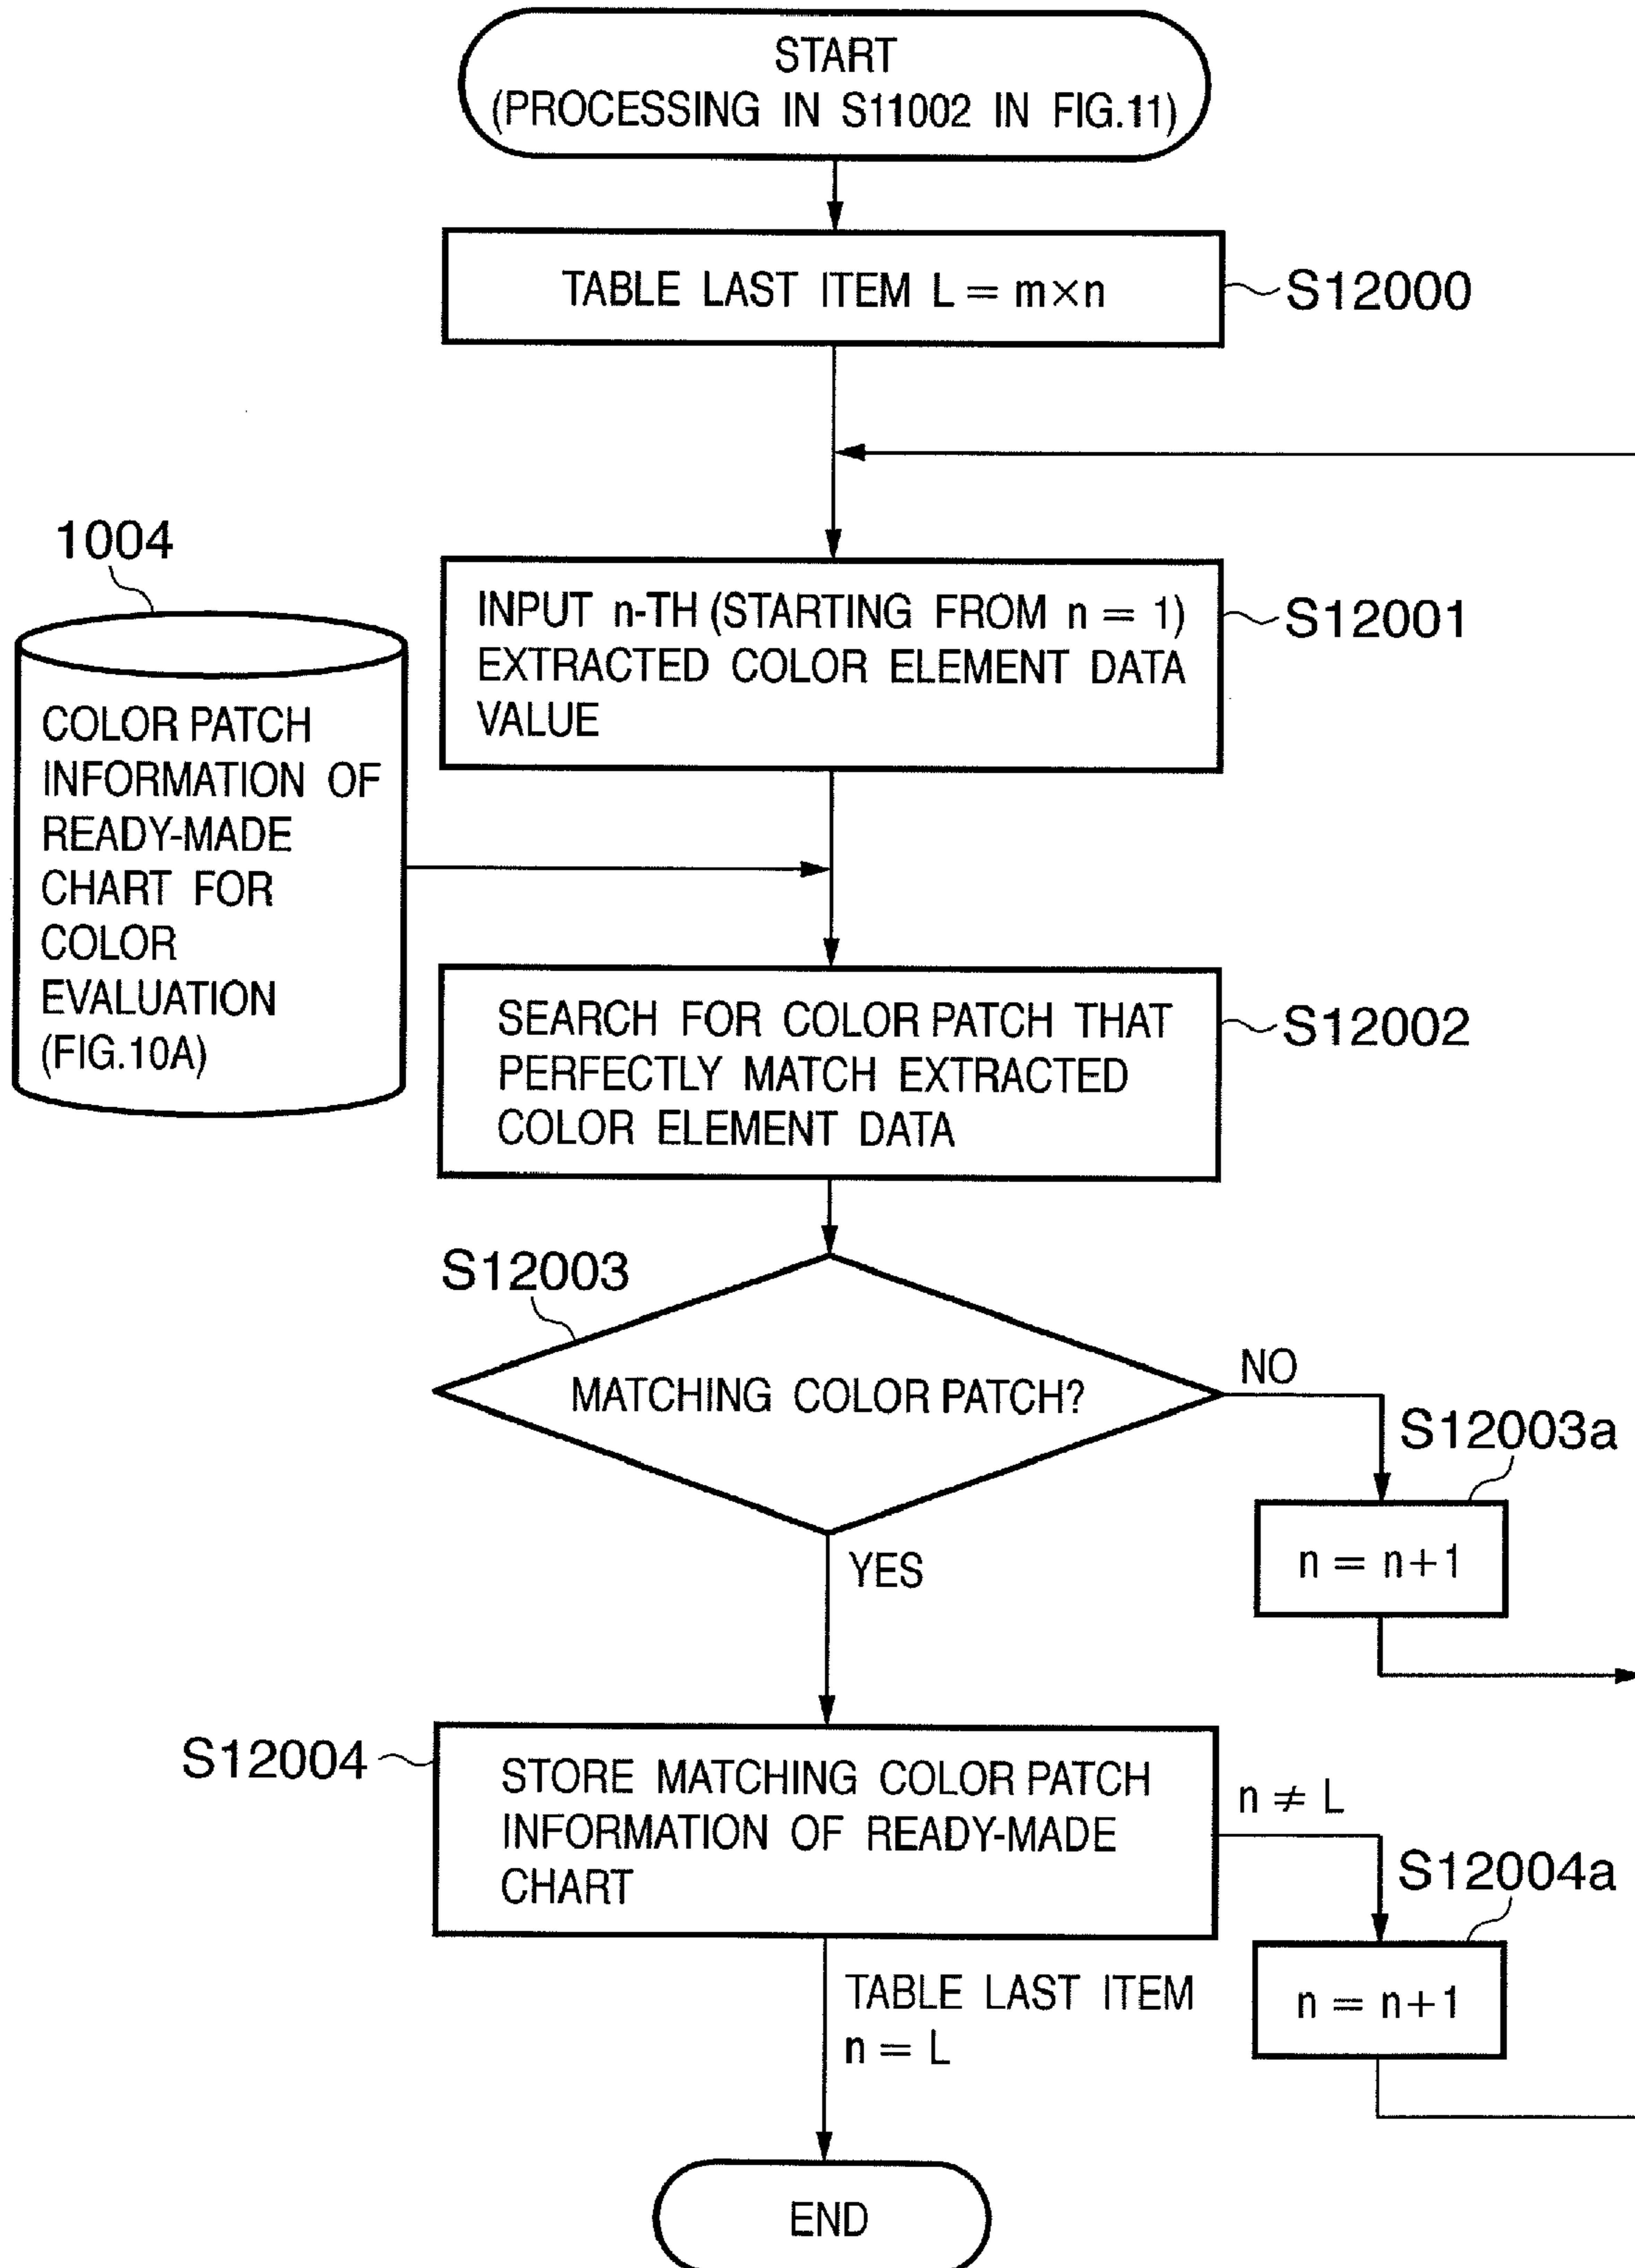 START
(PROCESSING IN S11002 IN FIG.11)
TABLE LAST ITEM L = m×n
S12000
1004
INPUT n-TH (STARTING FROM n = 1)
EXTRACTED COLOR ELEMENT DATA
VALUE
S12001
COLOR PATCH
INFORMATION OF
READY-MADE
CHART FOR
COLOR
EVALUATION
(FIG.10A)
SEARCH FOR COLOR PATCH THAT
PERFECTLY MATCH EXTRACTED
COLOR ELEMENT DATA
S12002
S12003
MATCHING COLOR PATCH?
NO
S12003a
n = n+1
YES
S12004
STORE MATCHING COLOR PATCH
INFORMATION OF READY-MADE
CHART
n ≠ L
S12004a
n = n+1
TABLE LAST ITEM
n = L
END